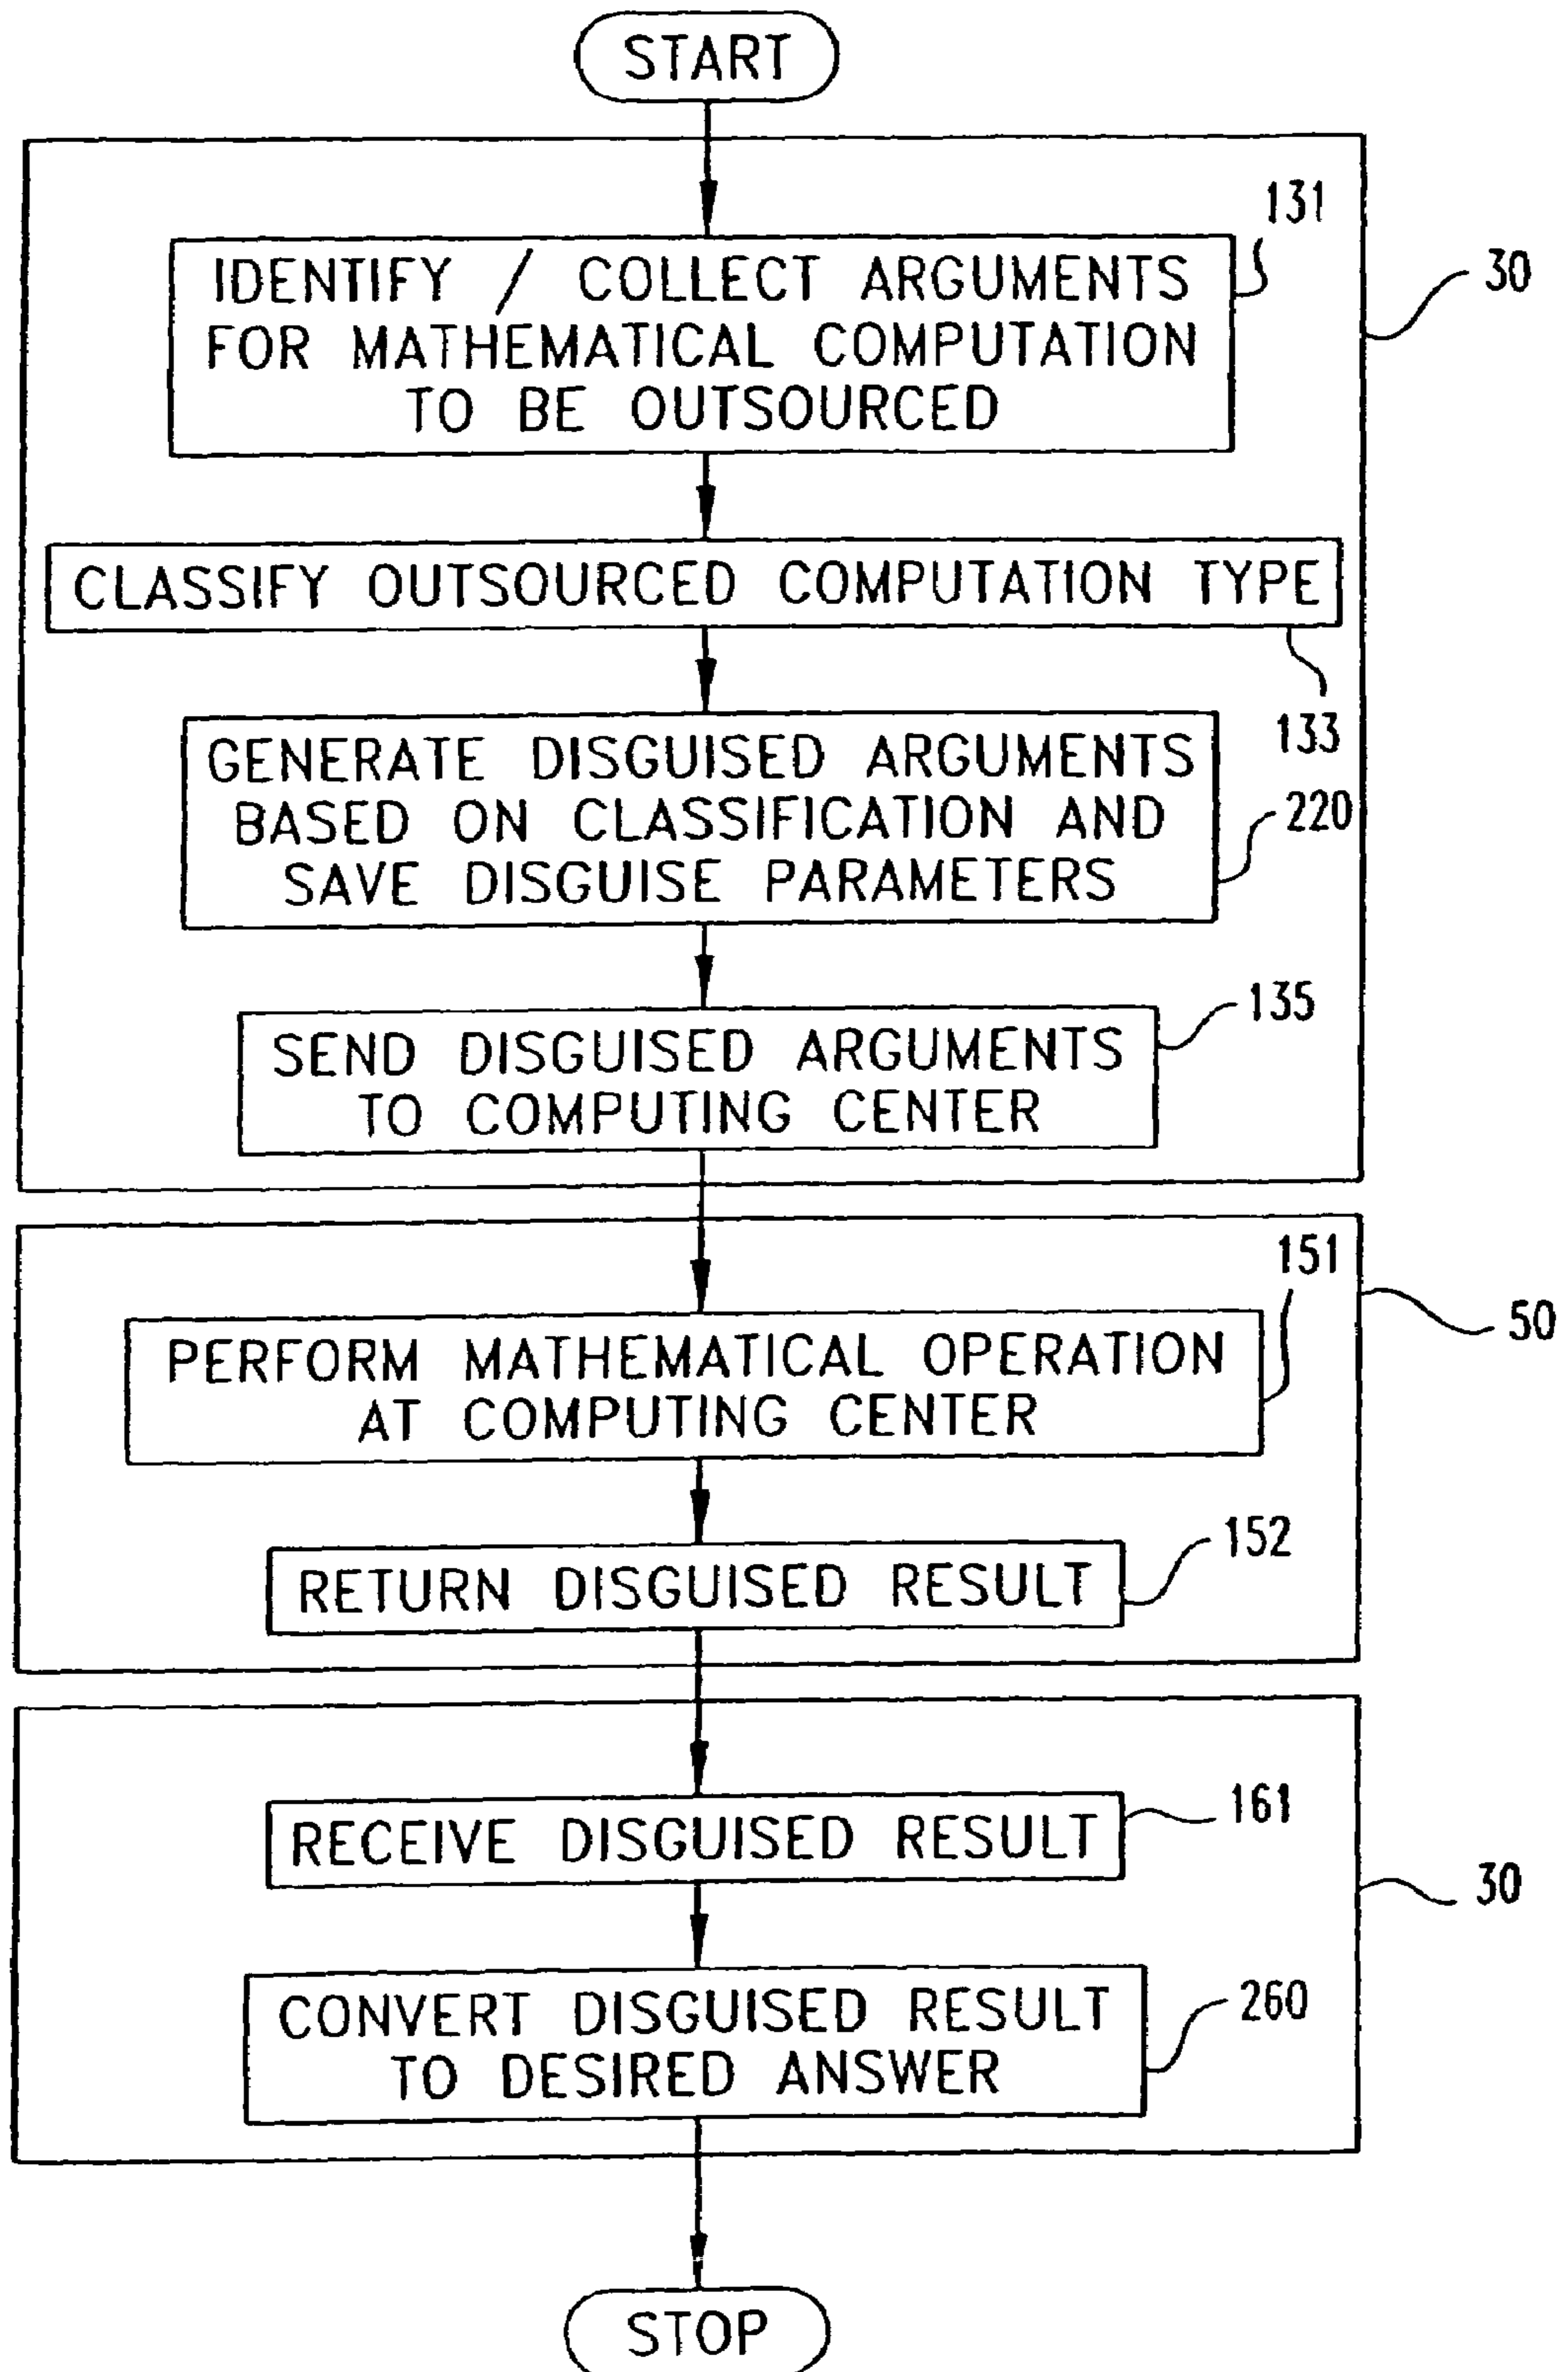 START
131
30
IDENTIFY / COLLECT ARGUMENTS
FOR MATHEMATICAL COMPUTATION
TO BE OUTSOURCED
CLASSIFY OUTSOURCED COMPUTATION TYPE
133
GENERATE DISGUISED ARGUMENTS
BASED ON CLASSIFICATION AND
SAVE DISGUISE PARAMETERS
220
135
SEND DISGUISED ARGUMENTS
TO COMPUTING CENTER
151
50
PERFORM MATHEMATICAL OPERATION
AT COMPUTING CENTER
152
RETURN DISGUISED RESULT
161
RECEIVE DISGUISED RESULT
30
260
CONVERT DISGUISED RESULT
TO DESIRED ANSWER
STOP